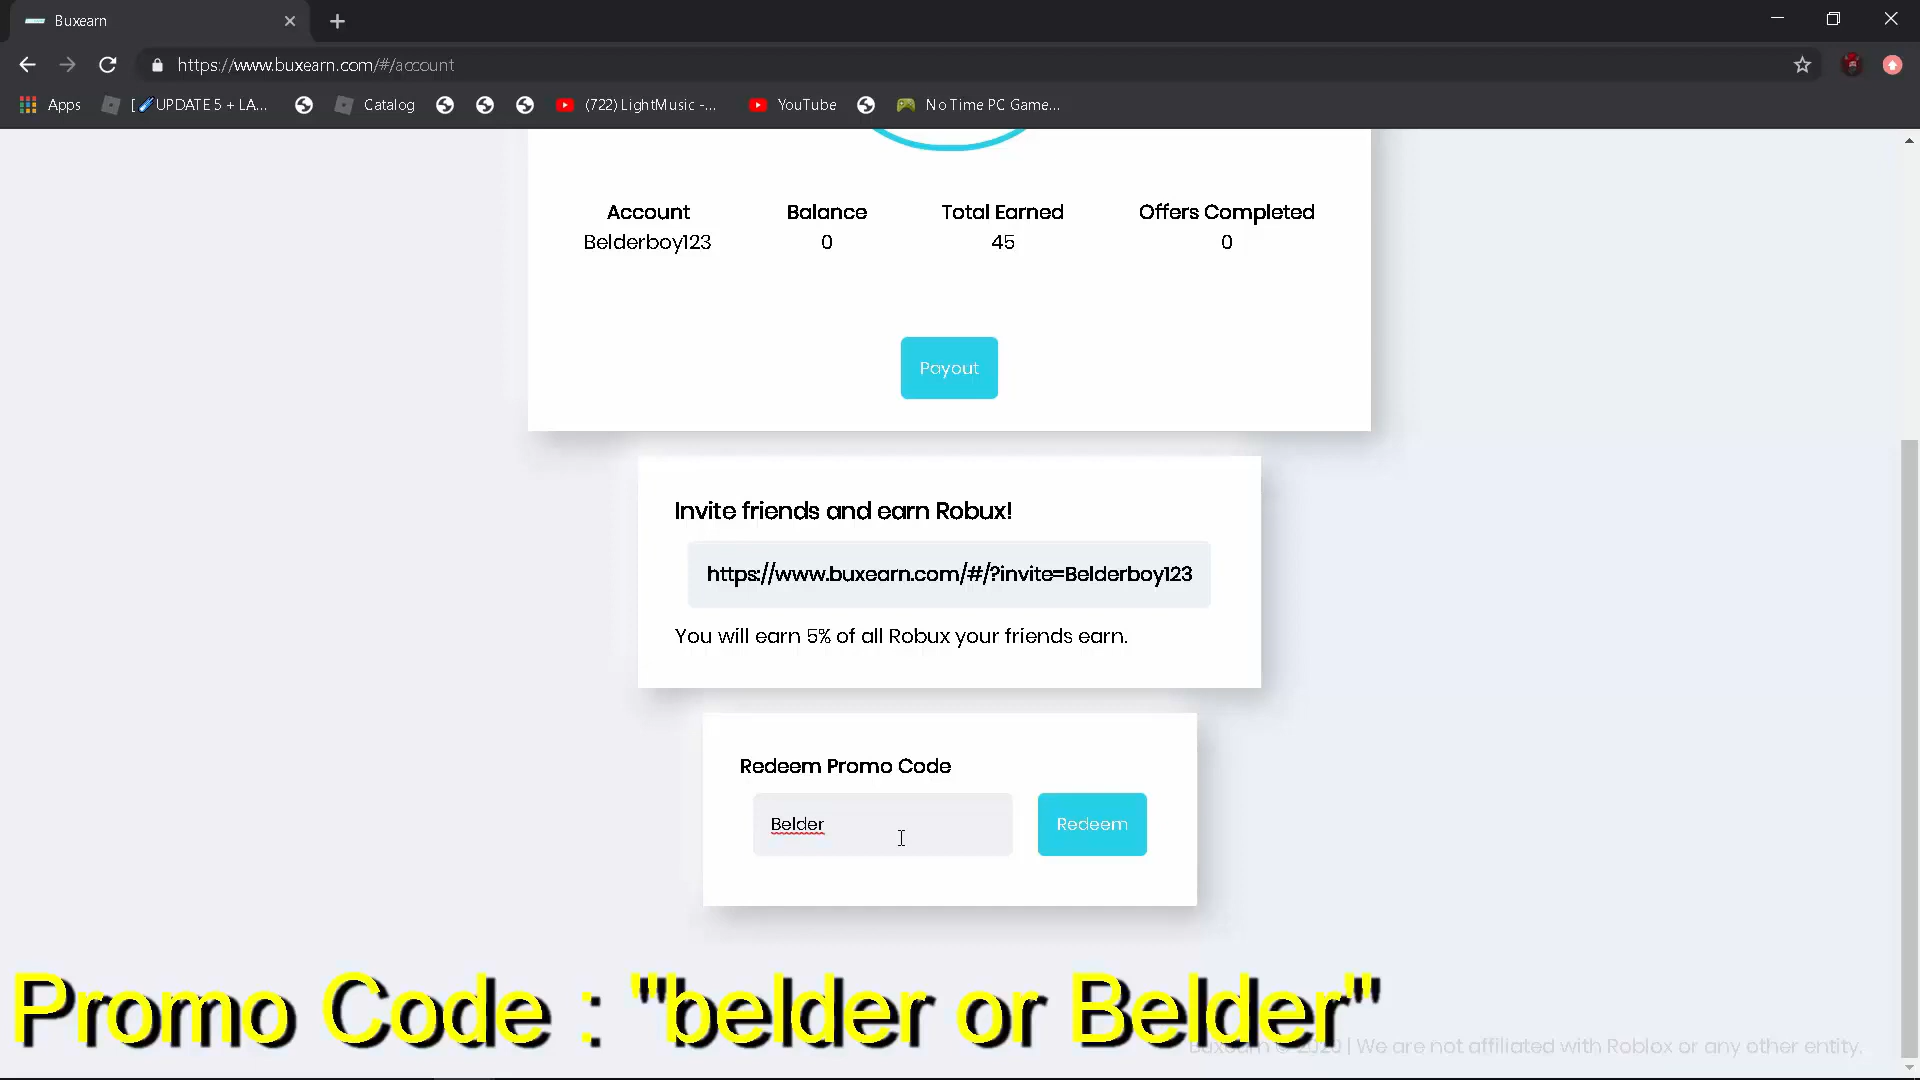 Buxearn
https://www.buxearn.com/#/account
Apps
[ UPDATE 5 + LA...
Catalog
(722) LightMusic -...
YouTube
No Time PC Game...
Account Balance Total Earned Offers Completed
Belderboy123 0 45 0
Payout
Invite friends and earn Robux!
https://www.buxearn.com/#/?invite=Belderboy123
You will earn 5% of all Robux your friends earn.
Redeem Promo Code
Belder
Redeem
Promo Code : "belder or Belder"
Buxearn © 2020 | We are not affiliated with Roblox or any other entity.